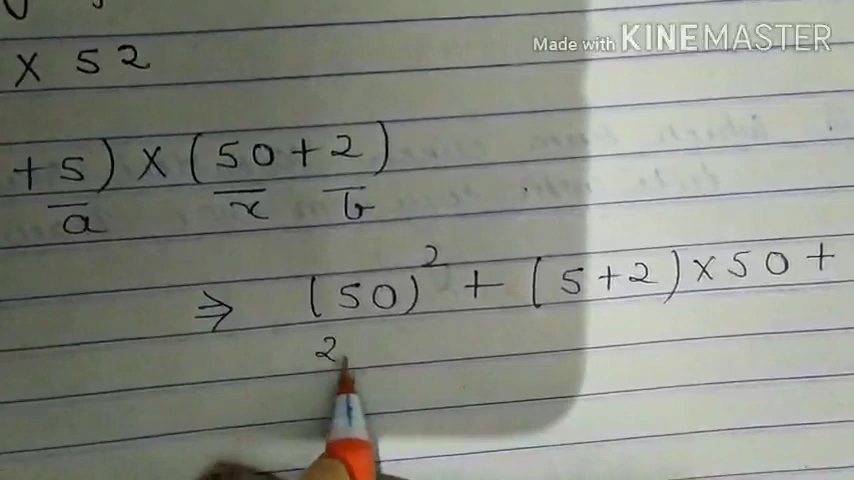 Made with KINEMASTER
x 52
+ 5) x (50 + 2)
a x b
⇒ (50)² + (5+2) x 50 +
2